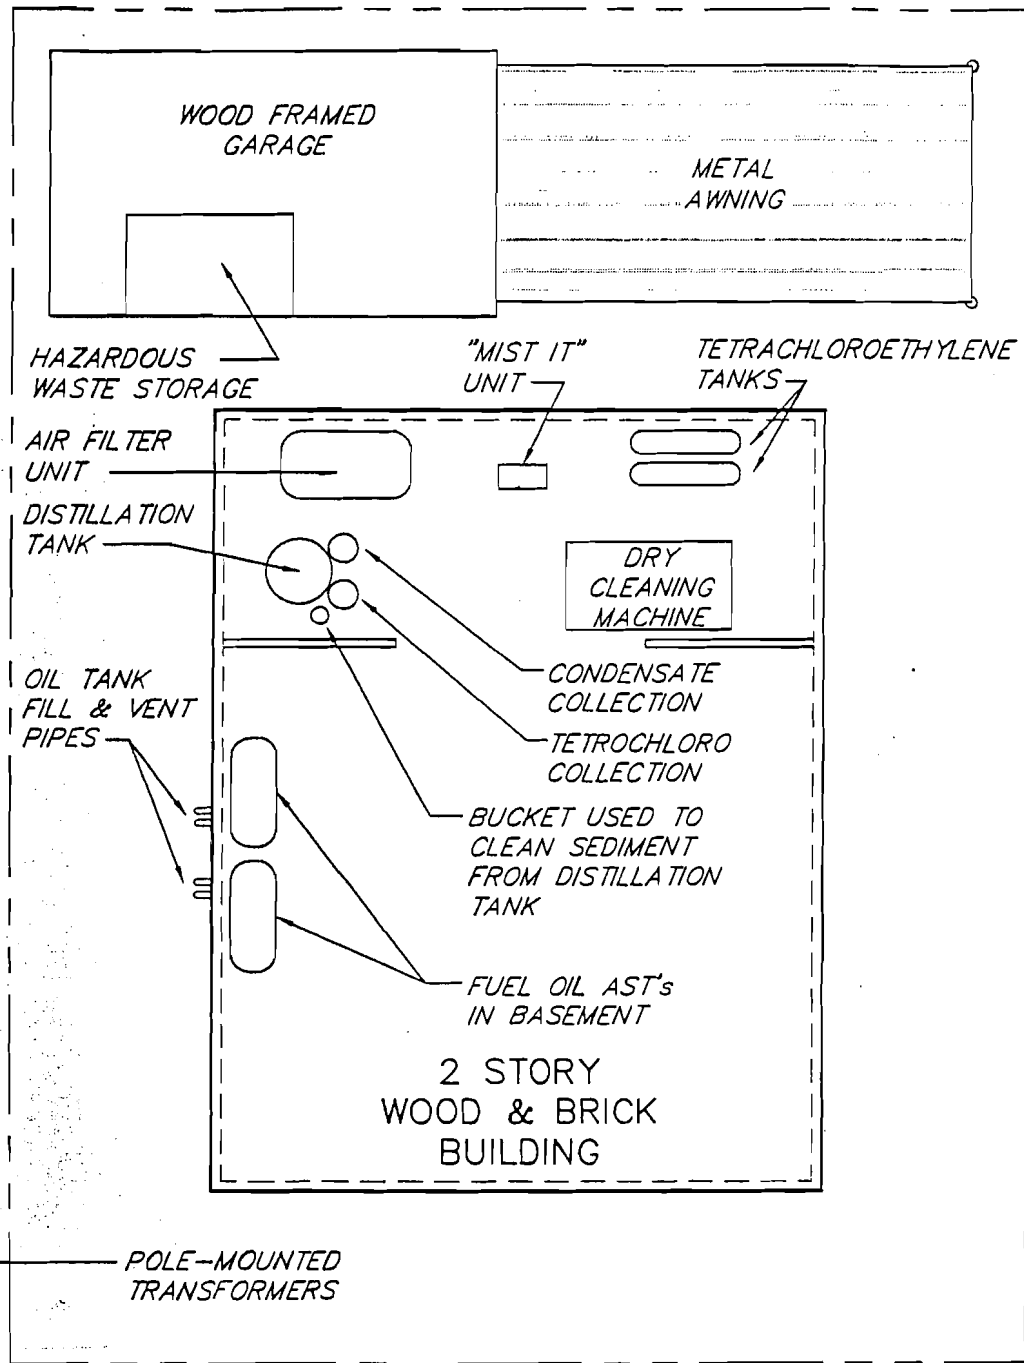 WOOD FRAMED
GARAGE
METAL
AWNING
HAZARDOUS
WASTE STORAGE
"MIST IT"
UNIT
TETRACHLOROETHYLENE
TANKS
AIR FILTER
UNIT
DISTILLATION
TANK
DRY
CLEANING
MACHINE
OIL TANK
FILL & VENT
PIPES
CONDENSATE
COLLECTION
TETROCHLORO
COLLECTION
BUCKET USED TO
CLEAN SEDIMENT
FROM DISTILLATION
TANK
FUEL OIL AST's
IN BASEMENT
2 STORY
WOOD & BRICK
BUILDING
POLE-MOUNTED
TRANSFORMERS